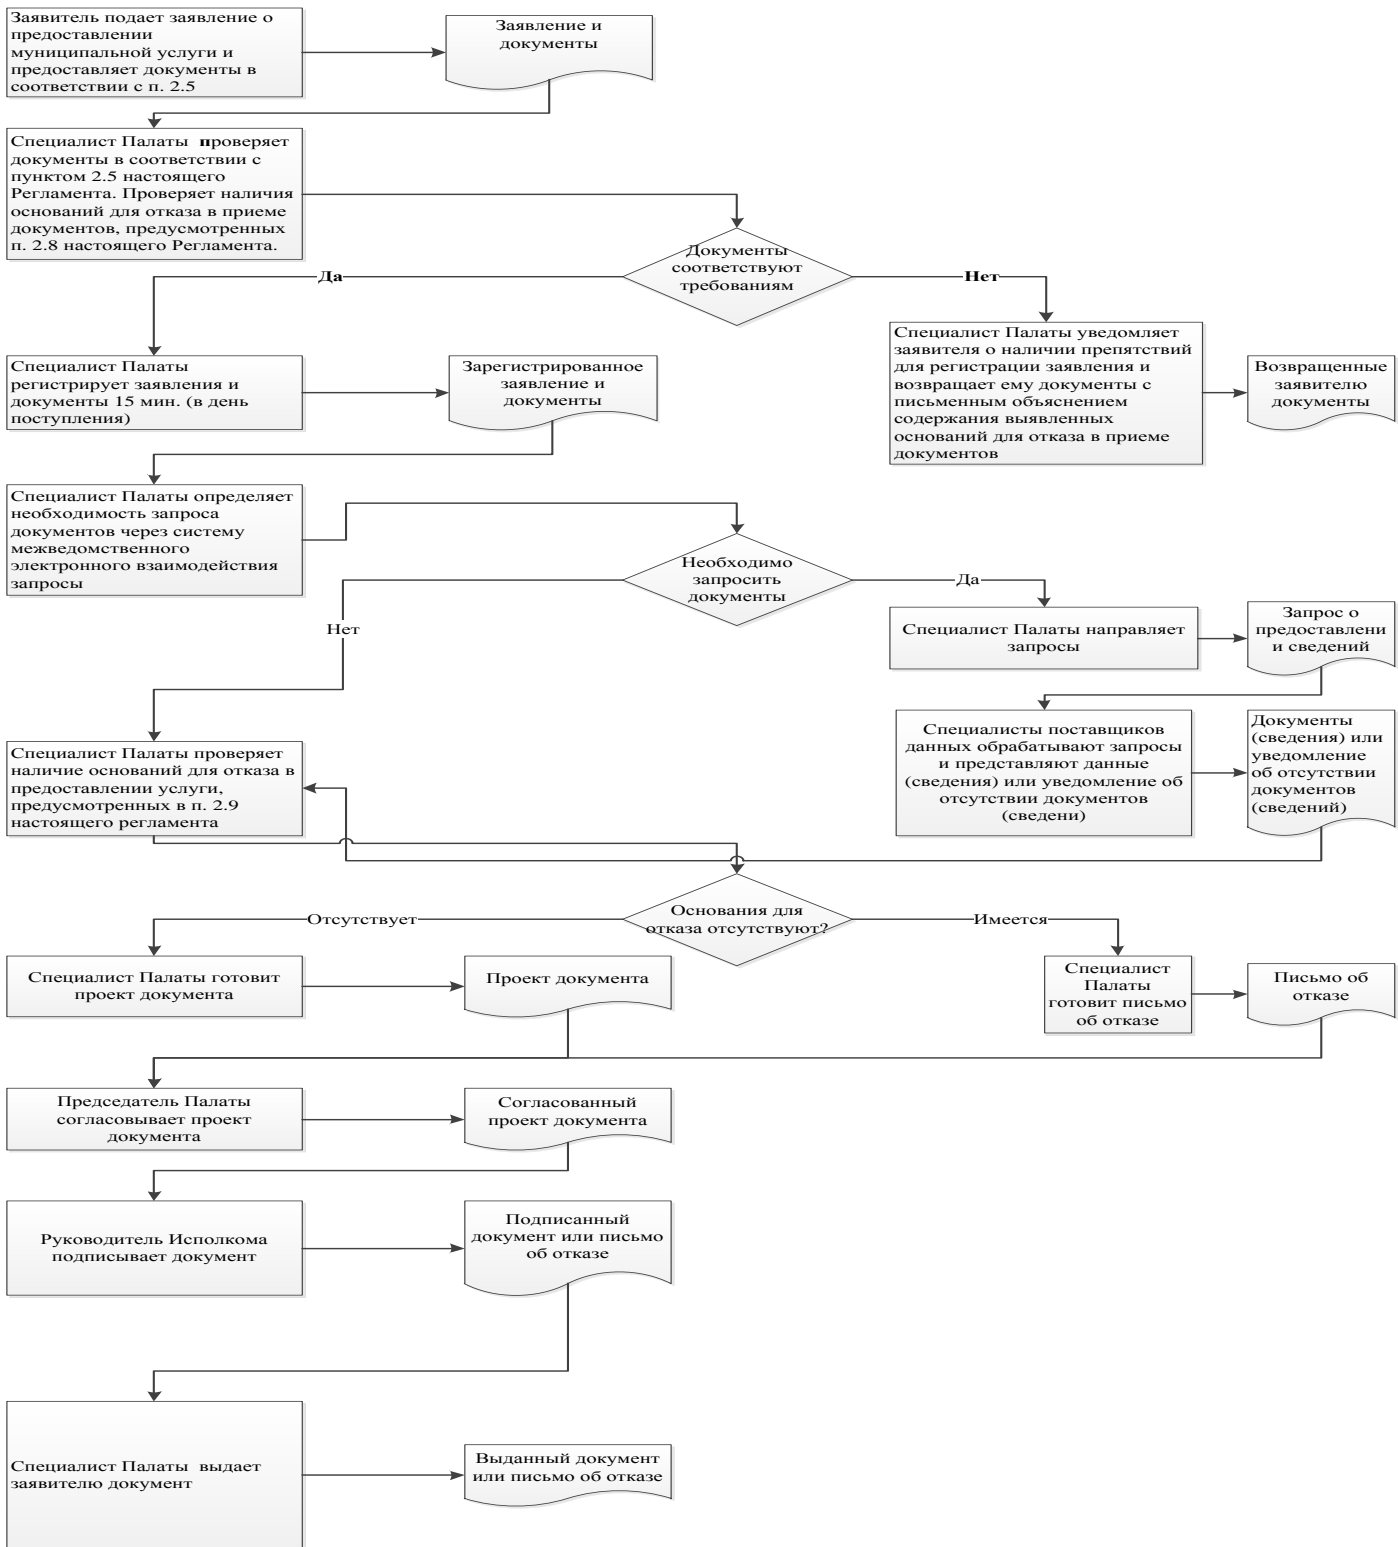 Заявитель подает заявление о
предоставлении
муниципальной услуги и
предоставляет документы в
соответствии с п. 2.5
Заявление и
документы
Специалист Палаты  проверяет
документы в соответствии с
пунктом 2.5 настоящего
Регламента. Проверяет наличия
оснований для отказа в приеме
документов, предусмотренных
п. 2.8 настоящего Регламента.
Документы
соответствуют
требованиям
Да
Нет
Специалист Палаты
регистрирует заявления и
документы 15 мин. (в день
поступления)
Зарегистрированное
заявление и
документы
Специалист Палаты уведомляет
заявителя о наличии препятствий
для регистрации заявления и
возвращает ему документы с
письменным объяснением
содержания выявленных
оснований для отказа в приеме
документов
Возвращенные
заявителю
документы
Специалист Палаты определяет
необходимость запроса
документов через систему
межведомственного
электронного взаимодействия
запросы
Необходимо
запросить
документы
Да
Нет
Специалист Палаты направляет
запросы
Запрос о
предоставлени
и сведений
Специалисты поставщиков
данных обрабатывают запросы
и представляют данные
(сведения) или уведомление об
отсутствии документов
(сведени)
Документы
(сведения) или
уведомление
об отсутствии
документов
(сведений)
Специалист Палаты проверяет
наличие оснований для отказа в
предоставлении услуги,
предусмотренных в п. 2.9
настоящего регламента
Основания для
отказа отсутствуют?
Отсутствует
Имеется
Специалист Палаты готовит
проект документа
Проект документа
Специалист
Палаты
готовит письмо
об отказе
Письмо об
отказе
Председатель Палаты
согласовывает проект
документа
Согласованный
проект документа
Руководитель Исполкома
подписывает документ
Подписанный
документ или письмо
об отказе
Специалист Палаты  выдает
заявителю документ
Выданный документ
или письмо об отказе